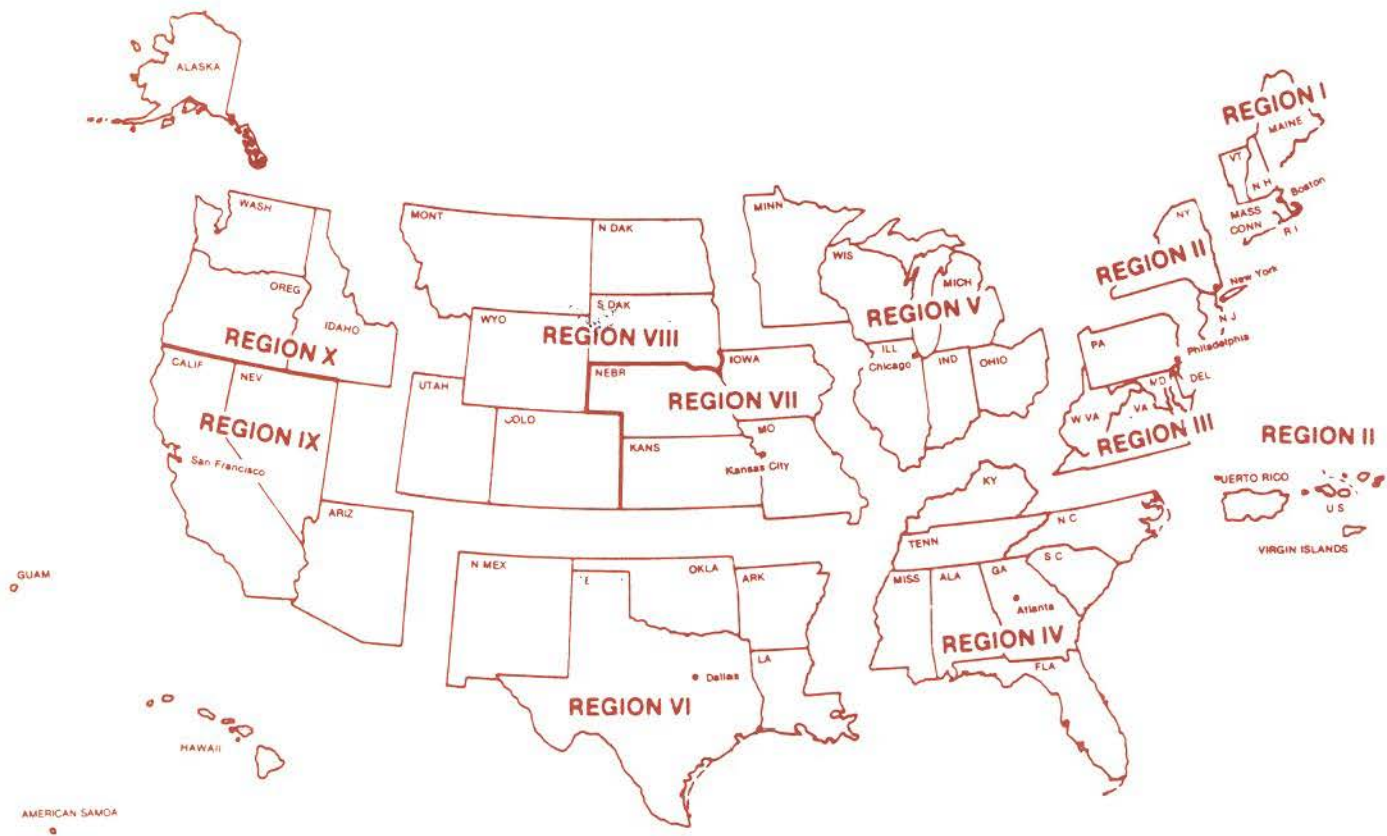 ALASKA
REGION I
MAINE
VT
N H
Boston
MASS
CONN
R I
NY
REGION II
New York
N J
WASH
OREG
IDAHO
REGION X
MONT
N DAK
S DAK
WYO
REGION VIII
UTAH
COLO
MINN
WIS
MICH
REGION V
ILL
Chicago
IND
OHIO
PA
Philadelphia
MD
DEL
W VA
VA
REGION III
CALIF
NEV
REGION IX
San Francisco
ARIZ
NEBR
IOWA
REGION VII
KANS
MO
Kansas City
REGION II
UERTO RICO
U S
VIRGIN ISLANDS
KY
TENN
N C
S C
MISS
ALA
GA
Atlanta
REGION IV
FLA
N MEX
OKLA
ARK
E
LA
Dallas
REGION VI
GUAM
HAWAII
AMERICAN SAMOA